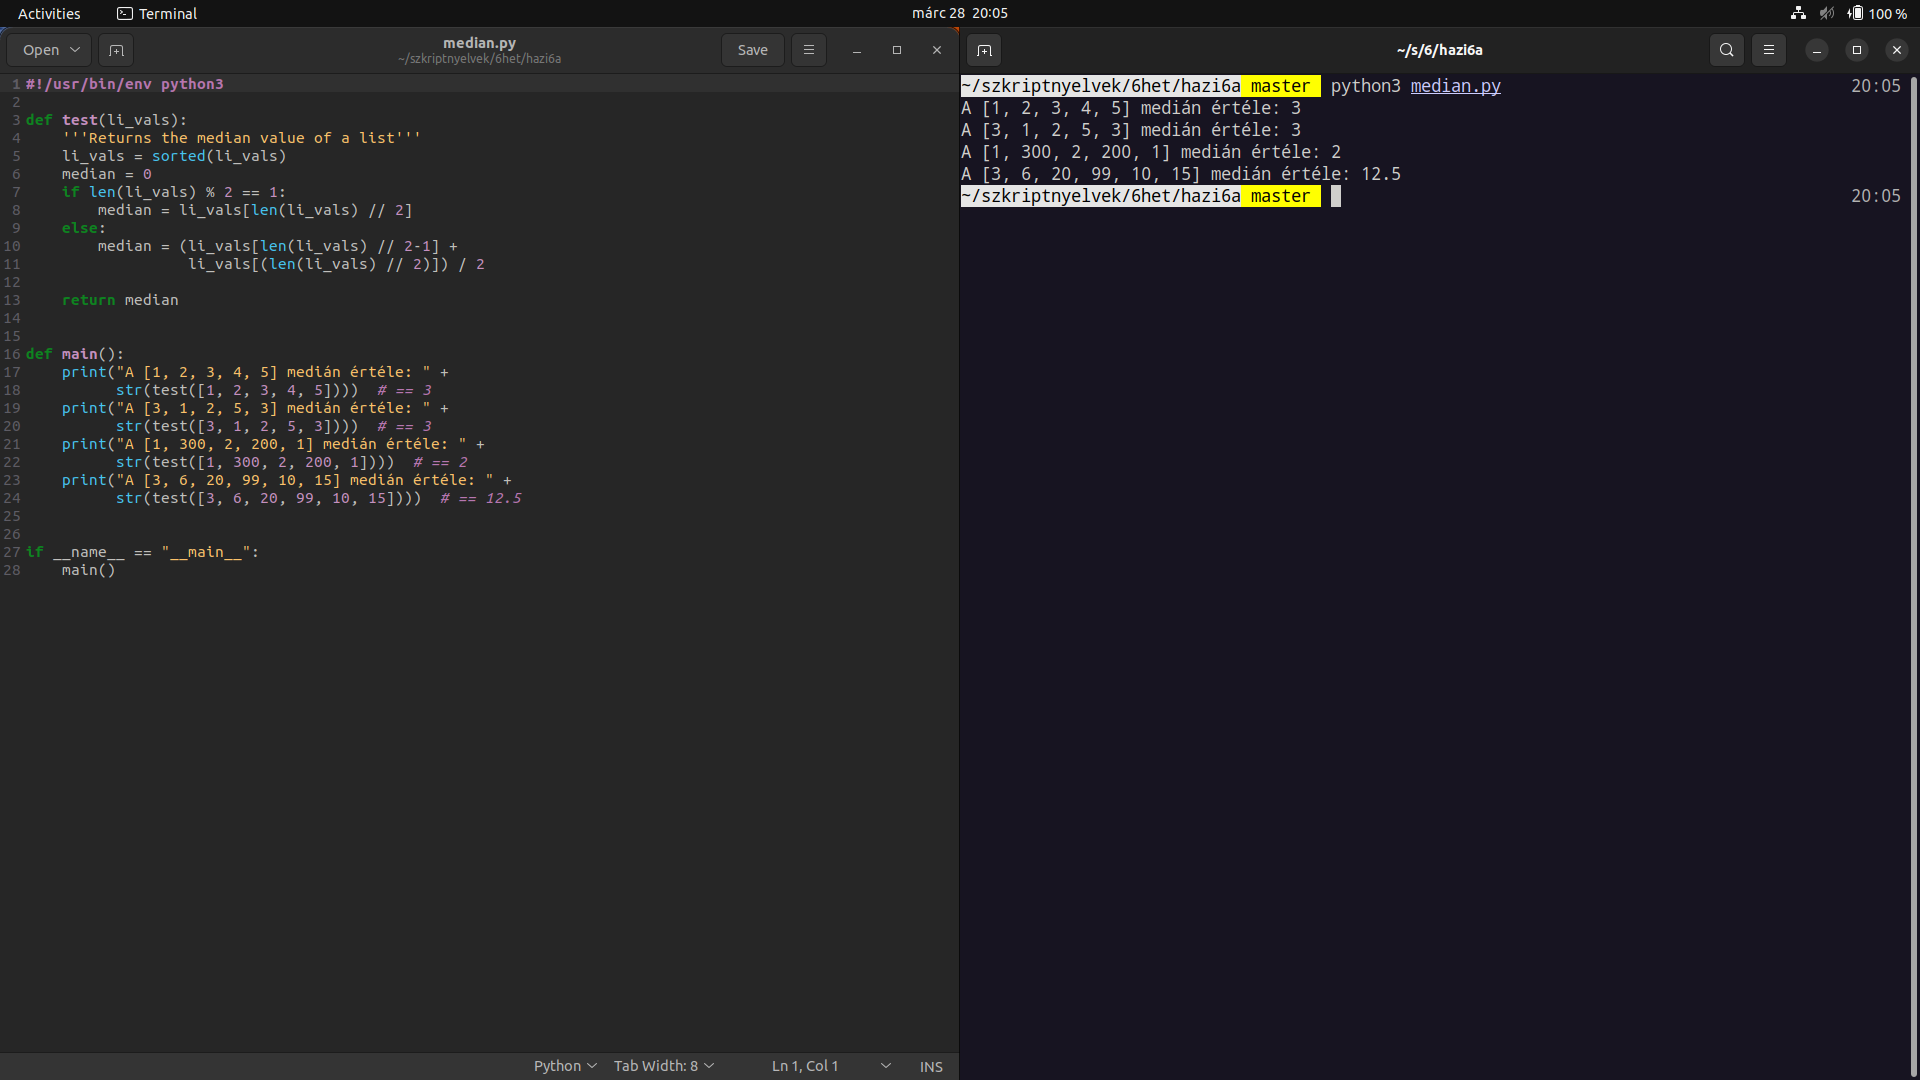 Activities Terminal márc 28 20:05 100 %
Open median.py Save
~/szkriptnyelvek/6het/hazi6a
1 #!/usr/bin/env python3
2
3 def test(li_vals):
4     '''Returns the median value of a list'''
5     li_vals = sorted(li_vals)
6     median = 0
7     if len(li_vals) % 2 == 1:
8         median = li_vals[len(li_vals) // 2]
9     else:
10         median = (li_vals[len(li_vals) // 2-1] +
11                   li_vals[(len(li_vals) // 2)]) / 2
12
13     return median
14
15
16 def main():
17     print("A [1, 2, 3, 4, 5] medián értéle: " +
18           str(test([1, 2, 3, 4, 5])))  # == 3
19     print("A [3, 1, 2, 5, 3] medián értéle: " +
20           str(test([3, 1, 2, 5, 3])))  # == 3
21     print("A [1, 300, 2, 200, 1] medián értéle: " +
22           str(test([1, 300, 2, 200, 1])))  # == 2
23     print("A [3, 6, 20, 99, 10, 15] medián értéle: " +
24           str(test([3, 6, 20, 99, 10, 15])))  # == 12.5
25
26
27 if __name__ == "__main__":
28     main()
Python Tab Width: 8 Ln 1, Col 1 INS
~/s/6/hazi6a
~/szkriptnyelvek/6het/hazi6a master python3 median.py 20:05
A [1, 2, 3, 4, 5] medián értéle: 3
A [3, 1, 2, 5, 3] medián értéle: 3
A [1, 300, 2, 200, 1] medián értéle: 2
A [3, 6, 20, 99, 10, 15] medián értéle: 12.5
~/szkriptnyelvek/6het/hazi6a master 20:05